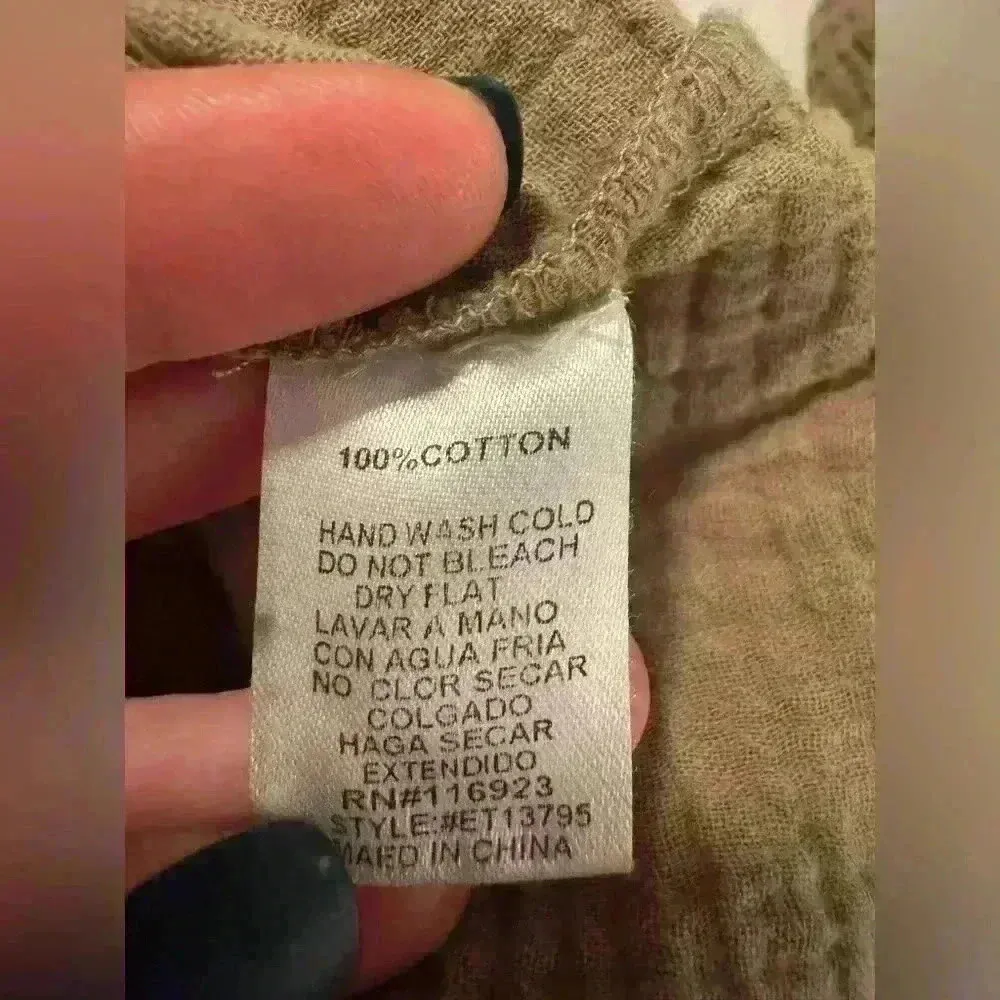 100%COTTON
HAND WASH COLD
DO NOT BLEACH
DRY FLAT
LAVAR A MANO
CON AGUA FRIA
NO CLOR SECAR
COLGADO
HAGA SECAR
EXTENDIDO
RN#116923
STYLE:#ET13795
MAED IN CHINA